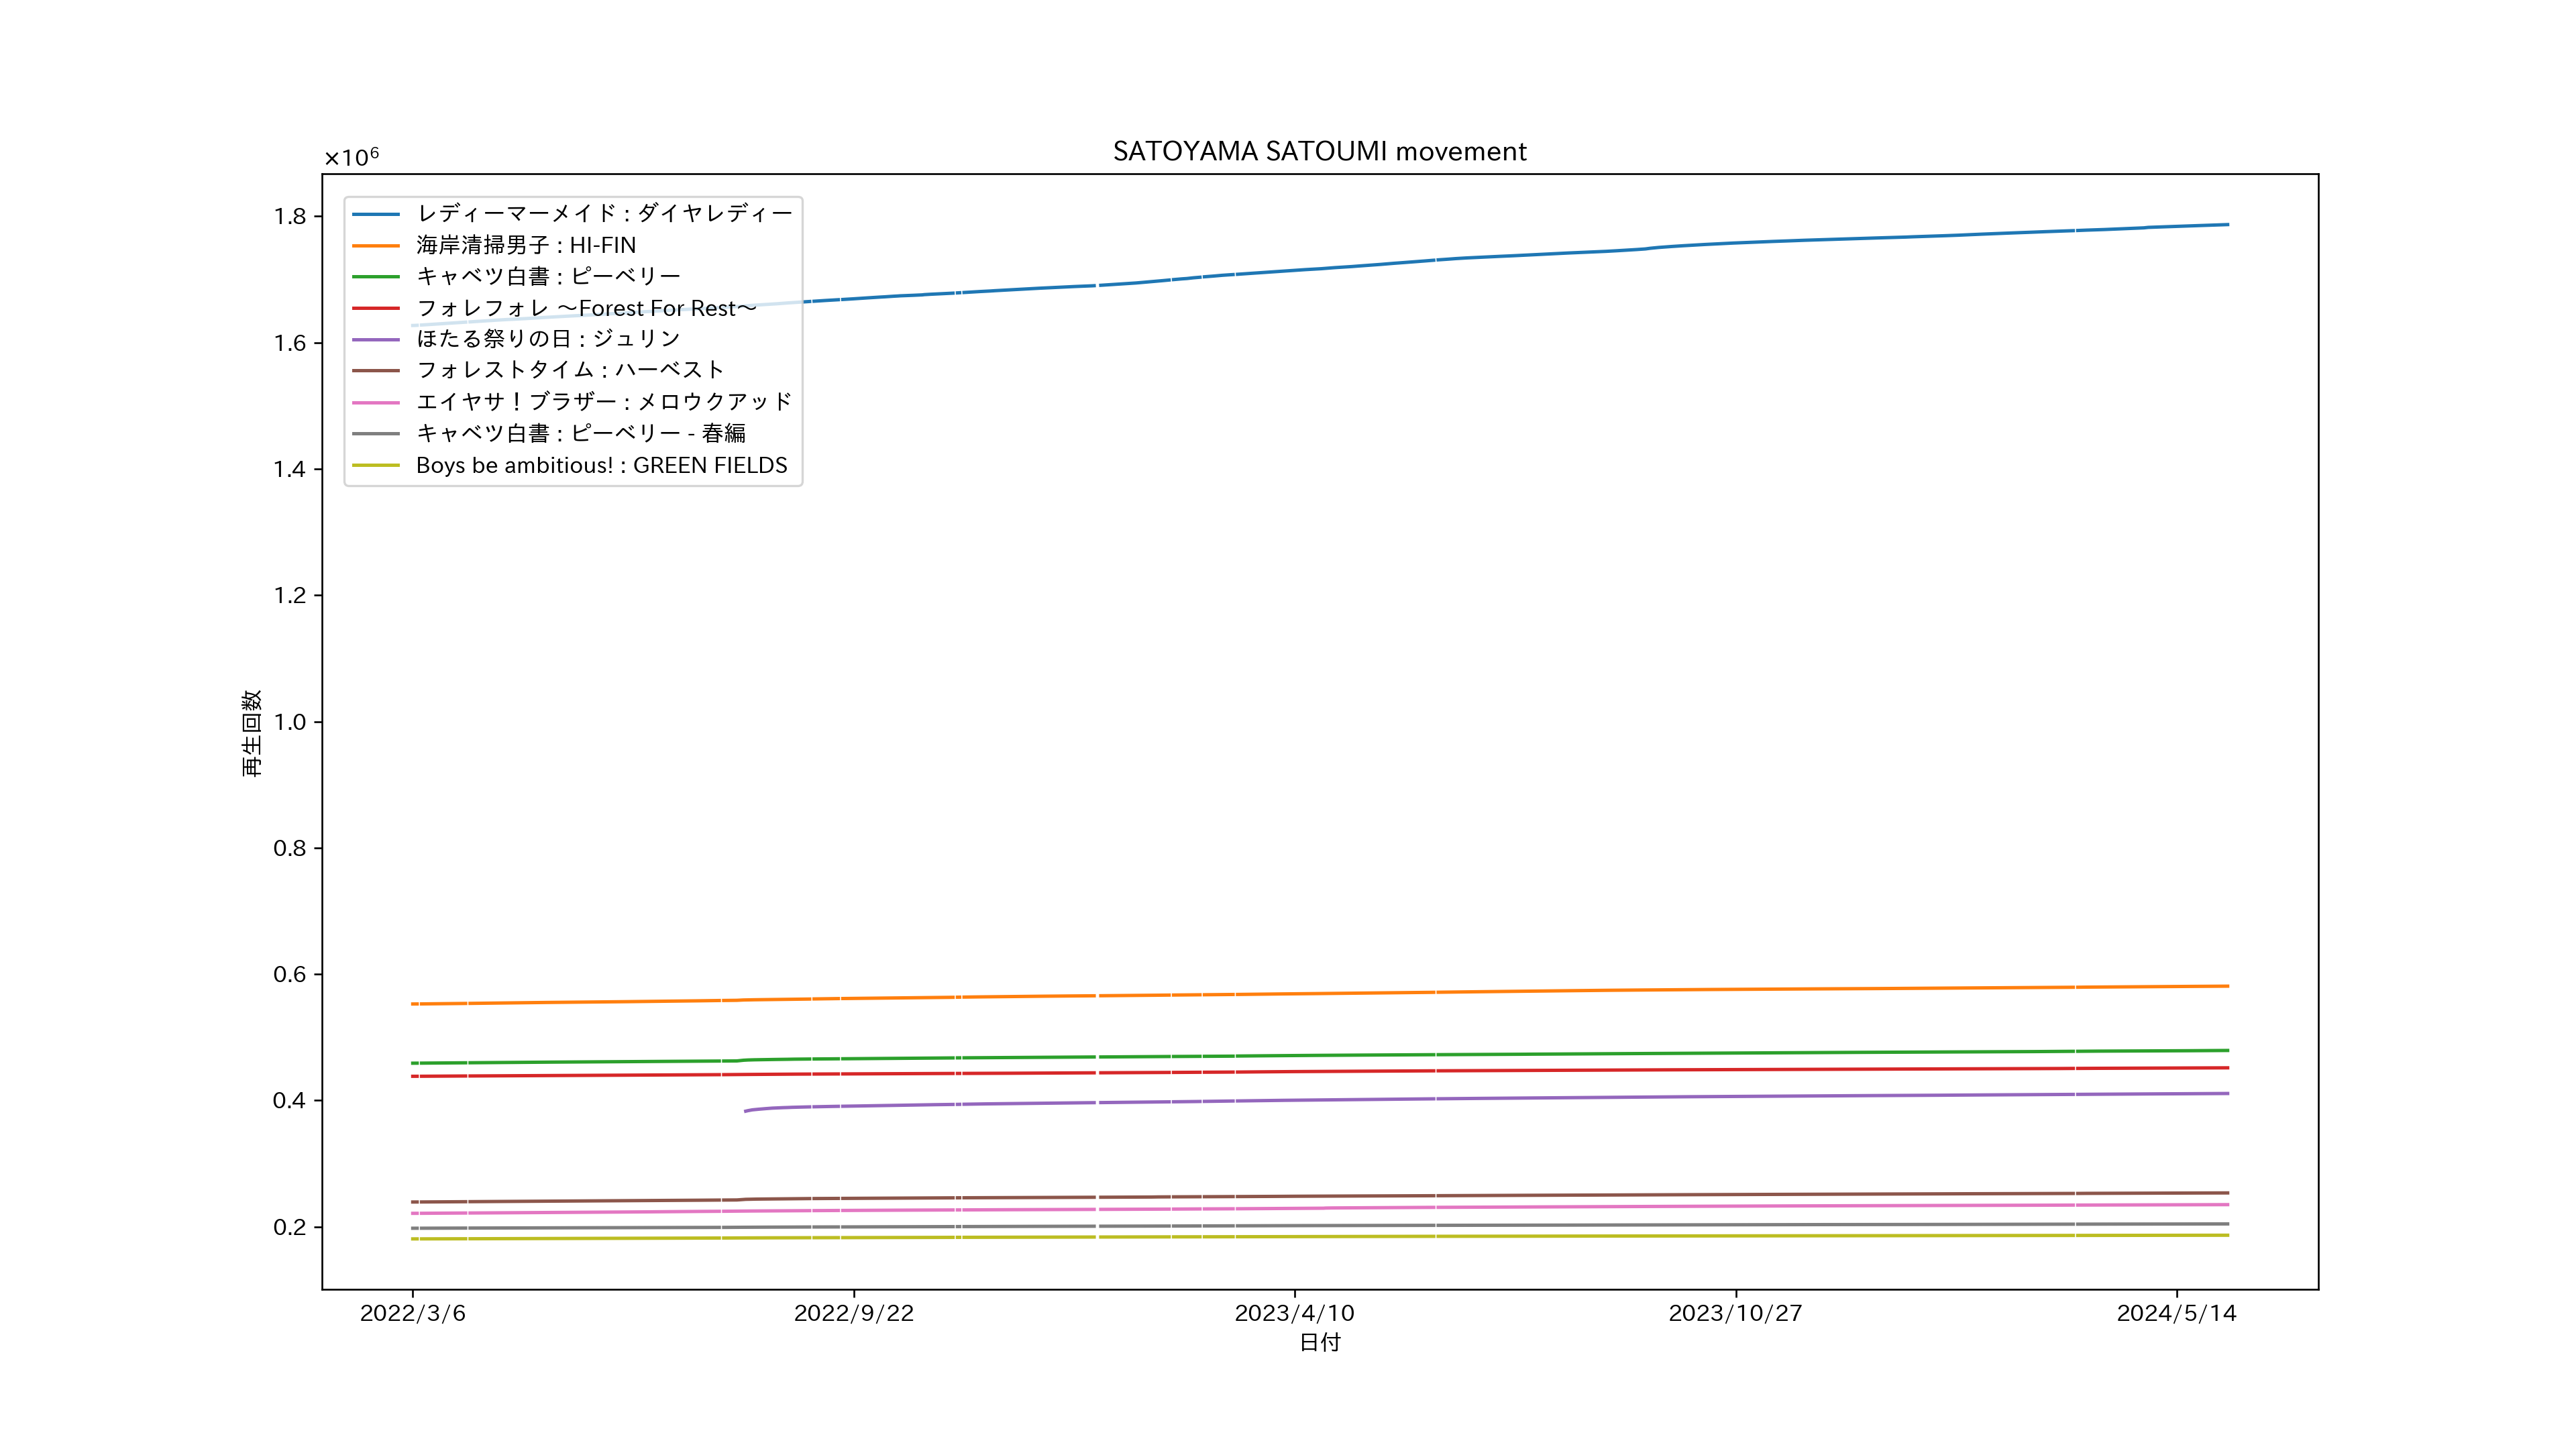 SATOYAMA SATOUMI movement
×10⁶
レディーマーメイド : ダイヤレディー
海岸清掃男子 : HI-FIN
キャベツ白書 : ピーベリー
フォレフォレ ～Forest For Rest～
ほたる祭りの日 : ジュリン
フォレストタイム : ハーベスト
エイヤサ！ブラザー : メロウクアッド
キャベツ白書 : ピーベリー - 春編
Boys be ambitious! : GREEN FIELDS
1.8
1.6
1.4
1.2
1.0
0.8
0.6
0.4
0.2
再生回数
2022/3/6
2022/9/22
2023/4/10
2023/10/27
2024/5/14
日付